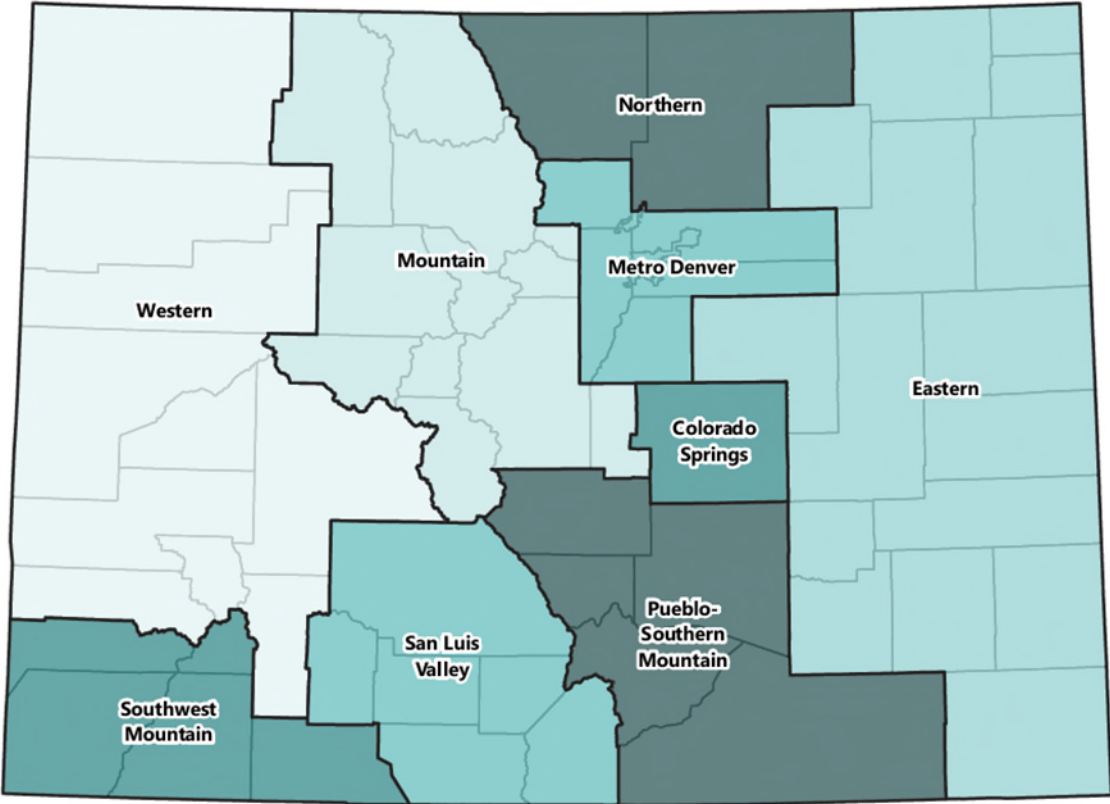 Northern
Mountain
Metro Denver
Western
Eastern
Colorado
Springs
Pueblo-
Southern
Mountain
San Luis
Valley
Southwest
Mountain